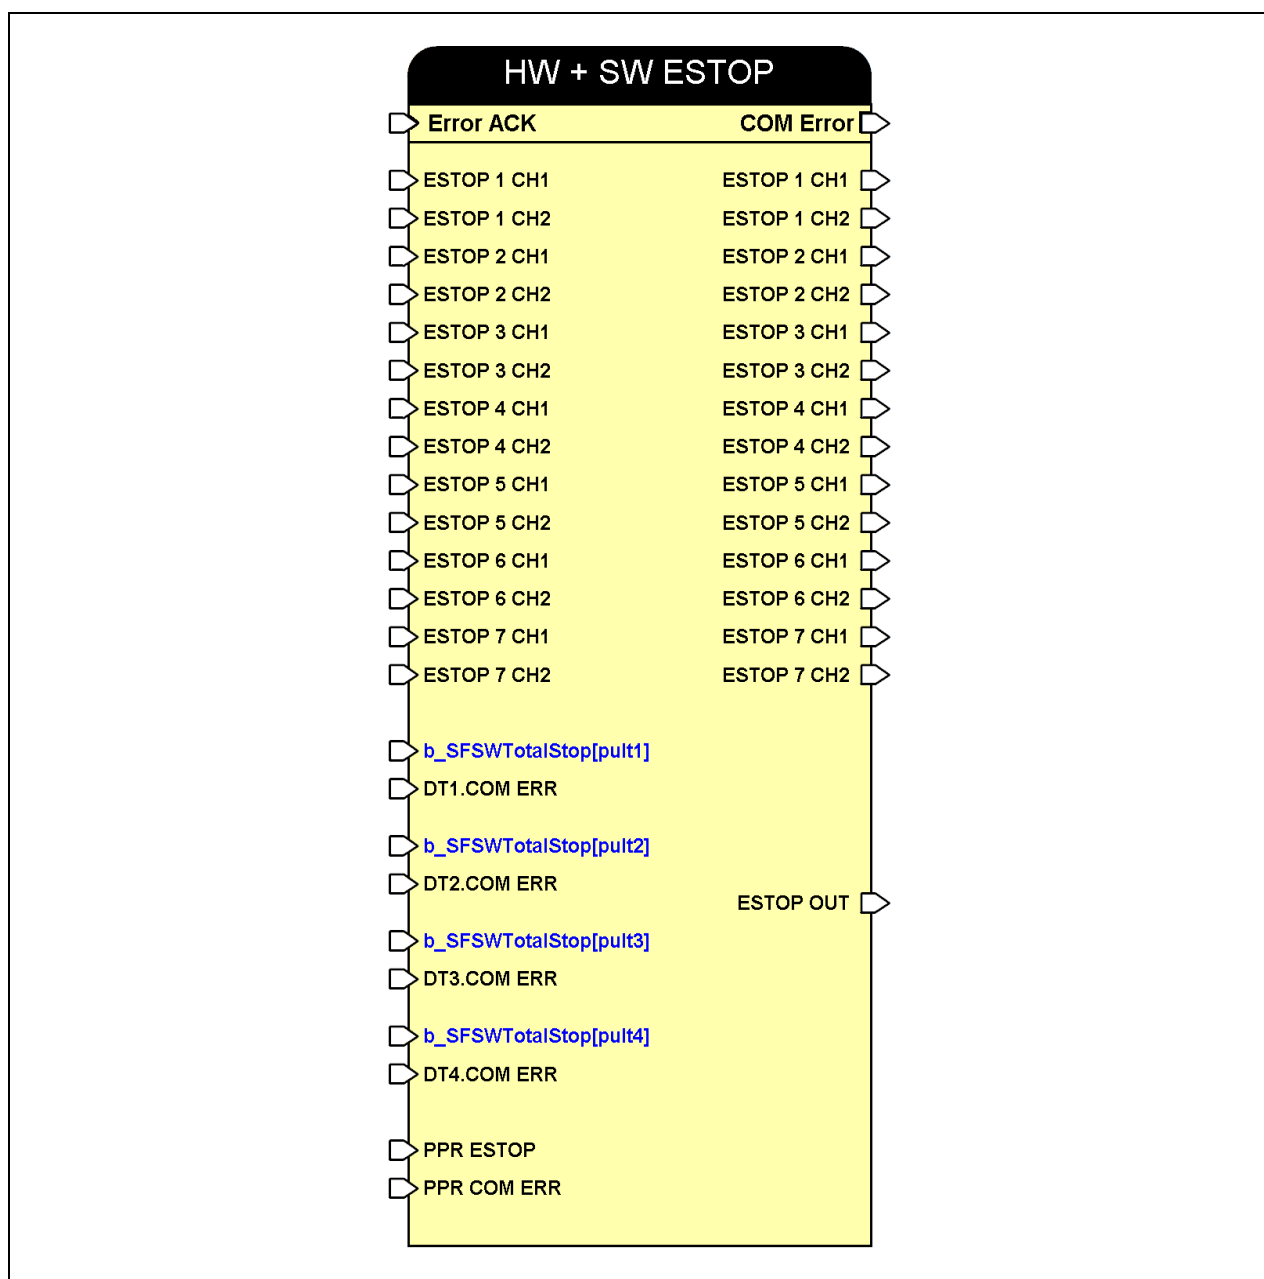 HW + SW ESTOP
Error ACK COM Error
ESTOP 1 CH1 ESTOP 1 CH1
ESTOP 1 CH2 ESTOP 1 CH2
ESTOP 2 CH1 ESTOP 2 CH1
ESTOP 2 CH2 ESTOP 2 CH2
ESTOP 3 CH1 ESTOP 3 CH1
ESTOP 3 CH2 ESTOP 3 CH2
ESTOP 4 CH1 ESTOP 4 CH1
ESTOP 4 CH2 ESTOP 4 CH2
ESTOP 5 CH1 ESTOP 5 CH1
ESTOP 5 CH2 ESTOP 5 CH2
ESTOP 6 CH1 ESTOP 6 CH1
ESTOP 6 CH2 ESTOP 6 CH2
ESTOP 7 CH1 ESTOP 7 CH1
ESTOP 7 CH2 ESTOP 7 CH2
b_SFSWTotalStop[pult1]
DT1.COM ERR
b_SFSWTotalStop[pult2]
DT2.COM ERR
ESTOP OUT
b_SFSWTotalStop[pult3]
DT3.COM ERR
b_SFSWTotalStop[pult4]
DT4.COM ERR
PPR ESTOP
PPR COM ERR